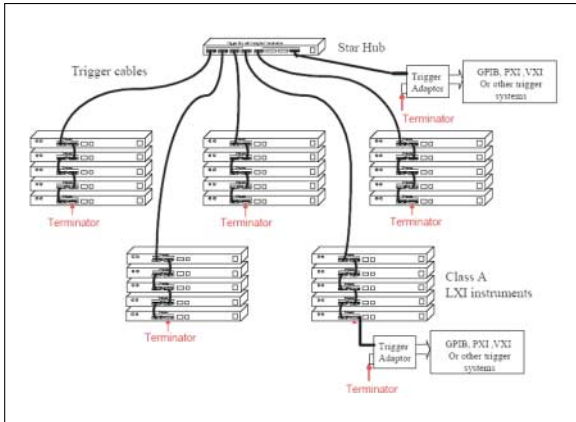 Star Hub
Trigger cables
Trigger
Adaptor
GPIB, PXI ,VXI
Or other trigger
systems
Terminator
Terminator
Terminator
Terminator
Terminator
Class A
LXI instruments
Terminator
Trigger
Adaptor
GPIB, PXI ,VXI
Or other trigger
systems
Terminator